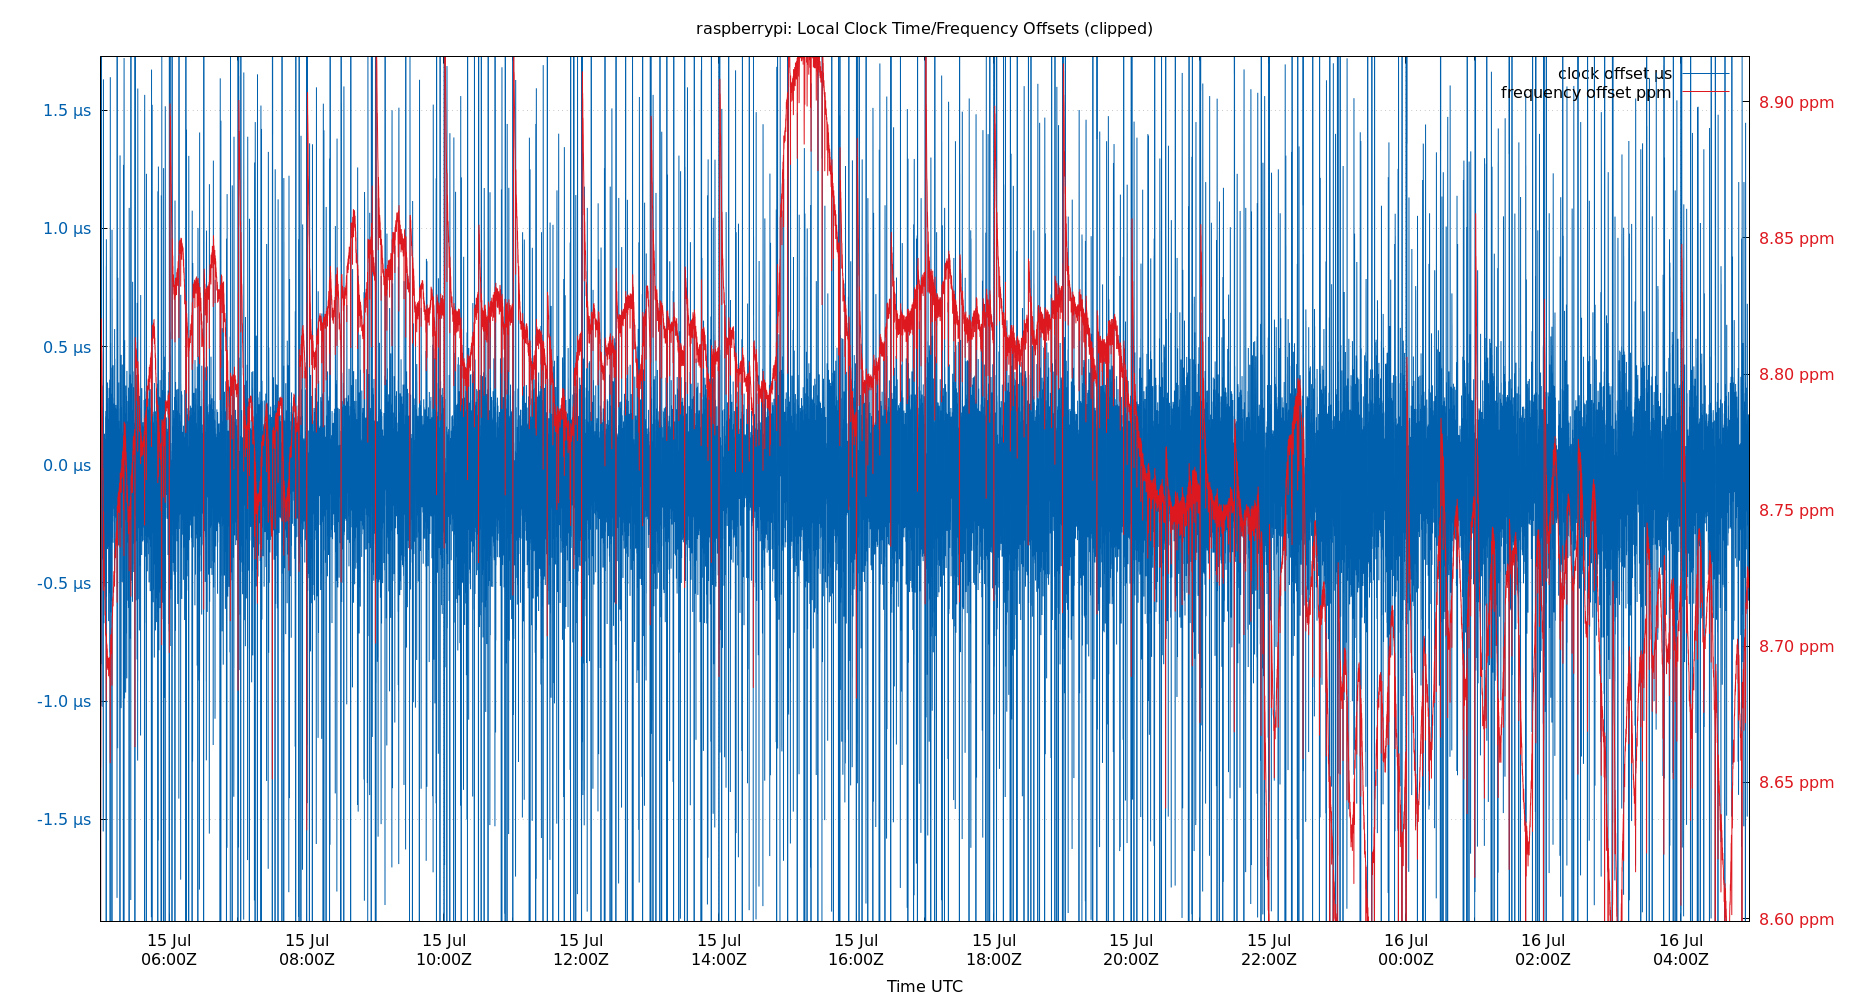 raspberrypi: Local Clock Time/Frequency Offsets (clipped)
clock offset µs
frequency offset ppm
1.5 µs
1.0 µs
0.5 µs
0.0 µs
-0.5 µs
-1.0 µs
-1.5 µs
8.90 ppm
8.85 ppm
8.80 ppm
8.75 ppm
8.70 ppm
8.65 ppm
8.60 ppm
15 Jul 15 Jul 15 Jul 15 Jul 15 Jul 15 Jul 15 Jul 15 Jul 15 Jul 16 Jul 16 Jul 16 Jul
06:00Z 08:00Z 10:00Z 12:00Z 14:00Z 16:00Z 18:00Z 20:00Z 22:00Z 00:00Z 02:00Z 04:00Z
Time UTC